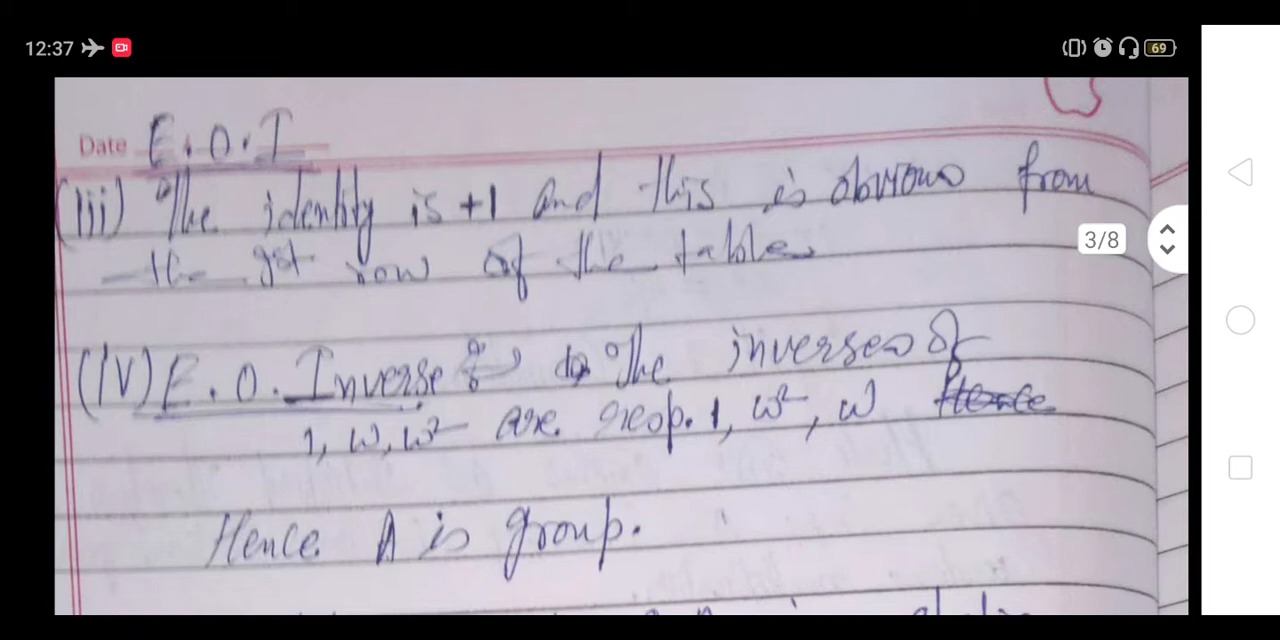 12:37
69
Date E.O.I
(iii) The identity is +1 and this is obvious from
3/8
the 1st row of the table
(iv) E.O. Inverse The inverses of
1, ω, ω² are resp. 1, ω², ω Hence
Hence A is group.